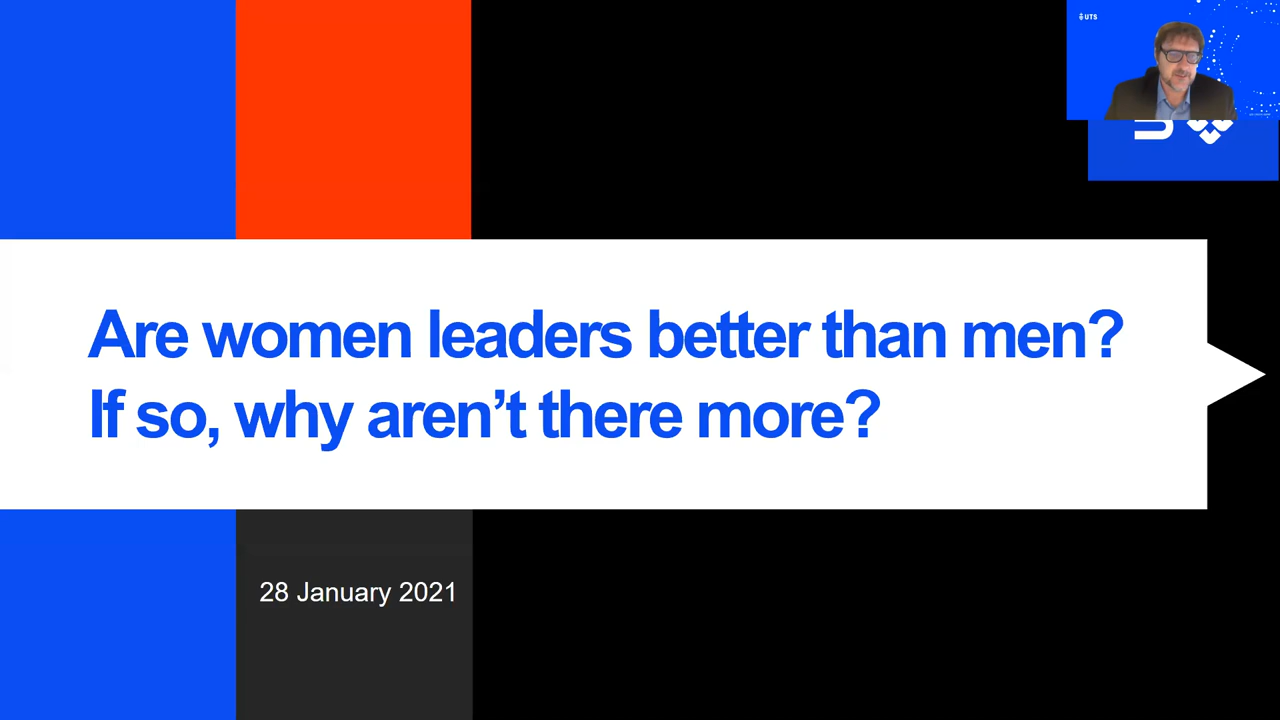 UTS
Are women leaders better than men?
If so, why aren't there more?
28 January 2021